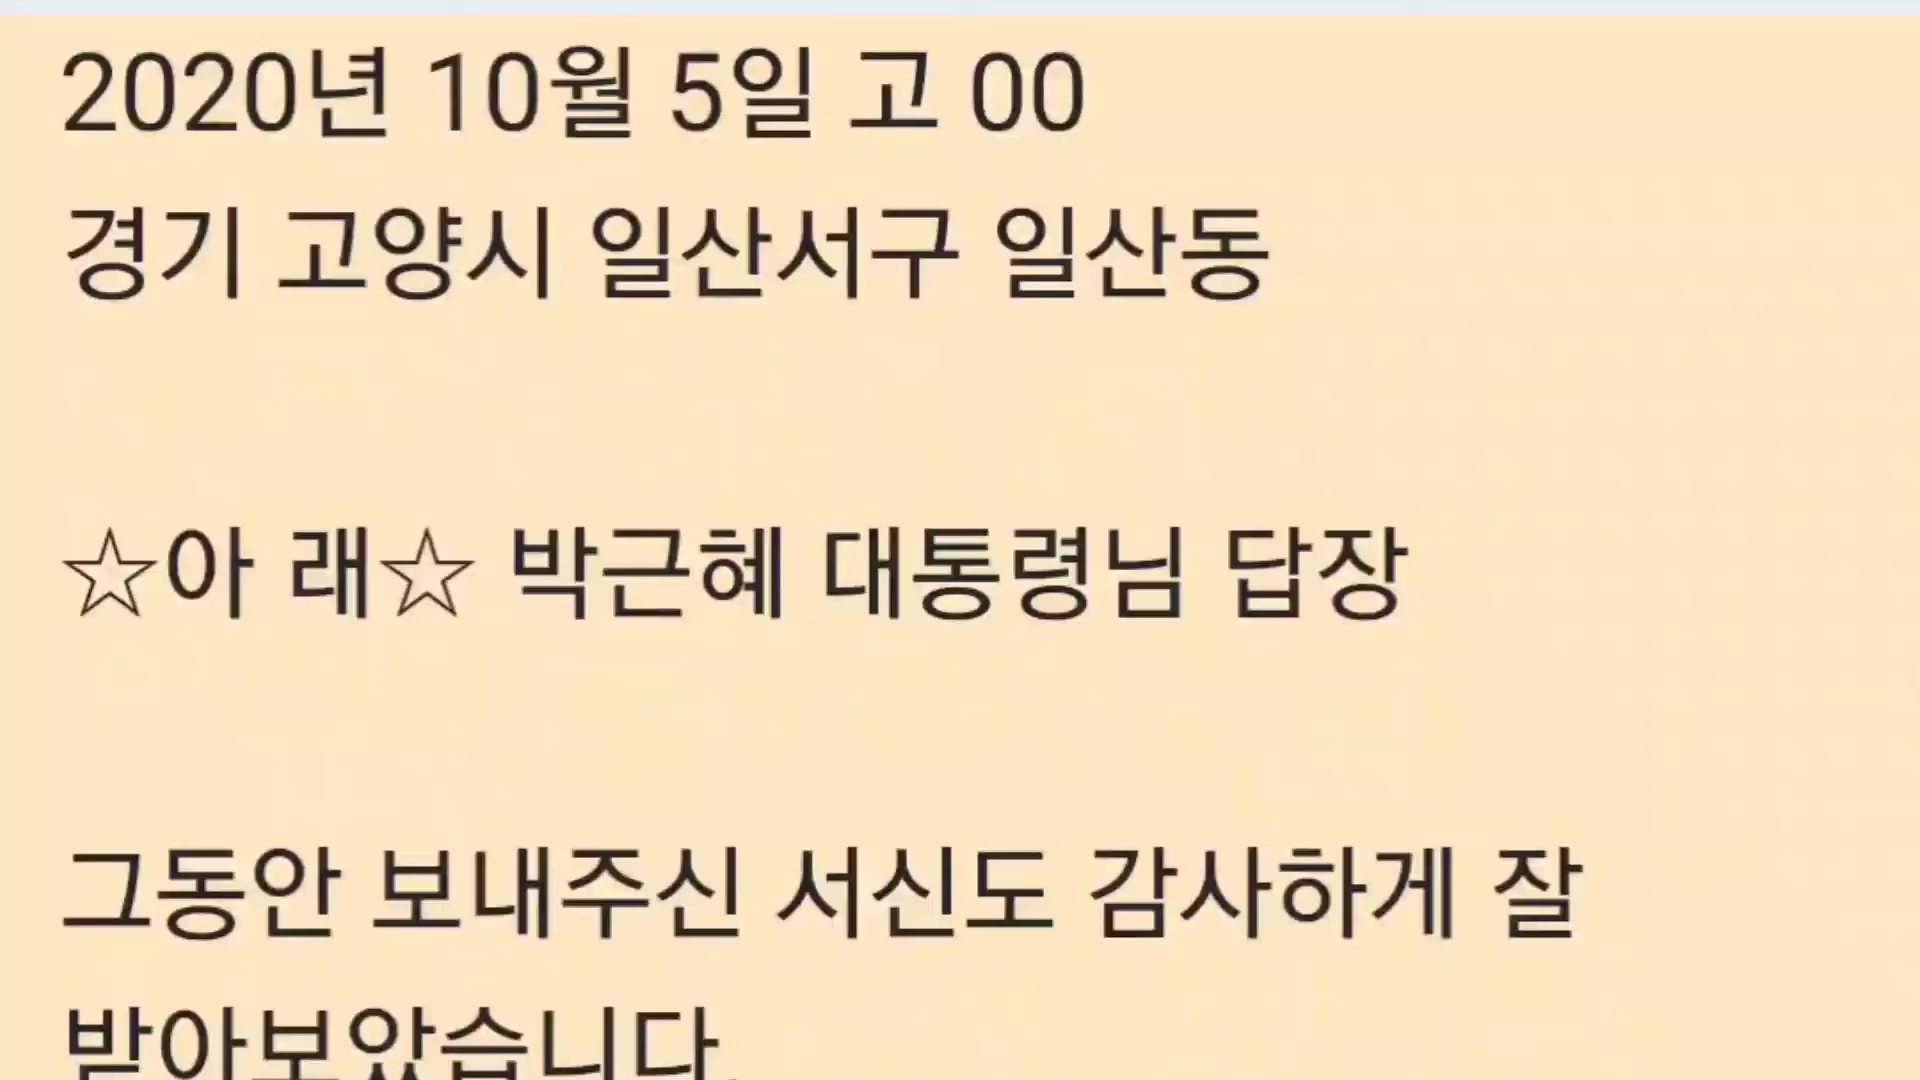 2020년 10월 5일 고 00
경기 고양시 일산서구 일산동
☆아 래☆ 박근혜 대통령님 답장
그동안 보내주신 서신도 감사하게 잘
받아보았습니다.